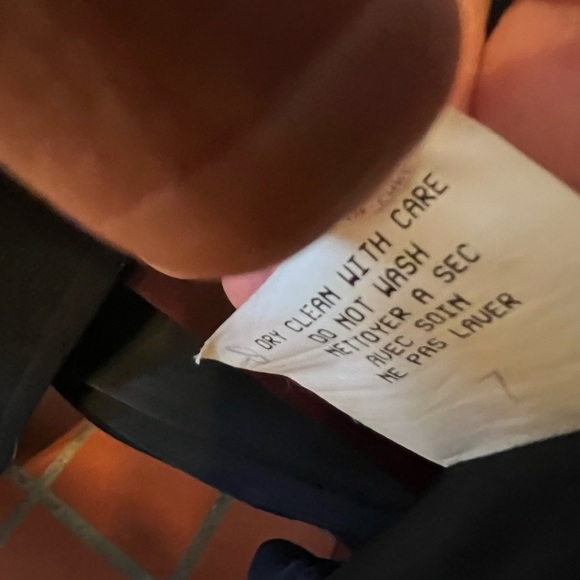 DRY CLEAN WITH CARE
DO NOT WASH
NETTOYER A SEC
AVEC SOIN
NE PAS LAVER